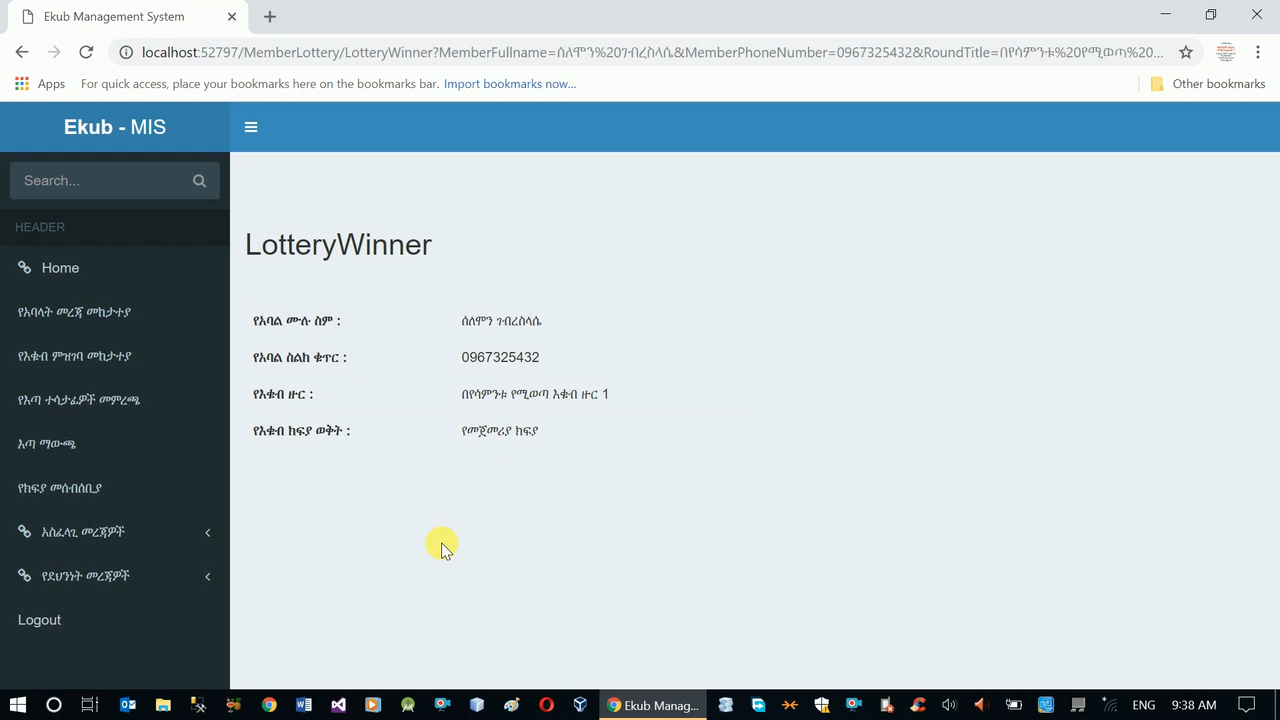 Ekub Management System
localhost:52797/MemberLottery/LotteryWinner?MemberFullname=ሰለሞን%20ገብረስላሴ&MemberPhoneNumber=0967325432&RoundTitle=በየሳምንቱ%20የሚወጣ%20...
Apps
For quick access, place your bookmarks here on the bookmarks bar. Import bookmarks now...
Other bookmarks
Ekub - MIS
Search...
HEADER
Home
የአባላት መረጃ መከታተያ
የእቁብ ምዝገባ መከታተያ
የእጣ ተሳታፊዎች መምረጫ
እጣ ማውጫ
የክፍያ መሰብሰቢያ
አስፈላጊ መረጃዎች
የደህንነት መረጃዎች
Logout
LotteryWinner
የአባል ሙሉ ስም : ሰለሞን ገብረስላሴ
የአባል ስልክ ቁጥር : 0967325432
የእቁብ ዙር : በየሳምንቱ የሚወጣ እቁብ ዙር 1
የእቁብ ክፍያ ወቅት : የመጀመሪያ ክፍያ
Ekub Manag...
ENG
9:38 AM